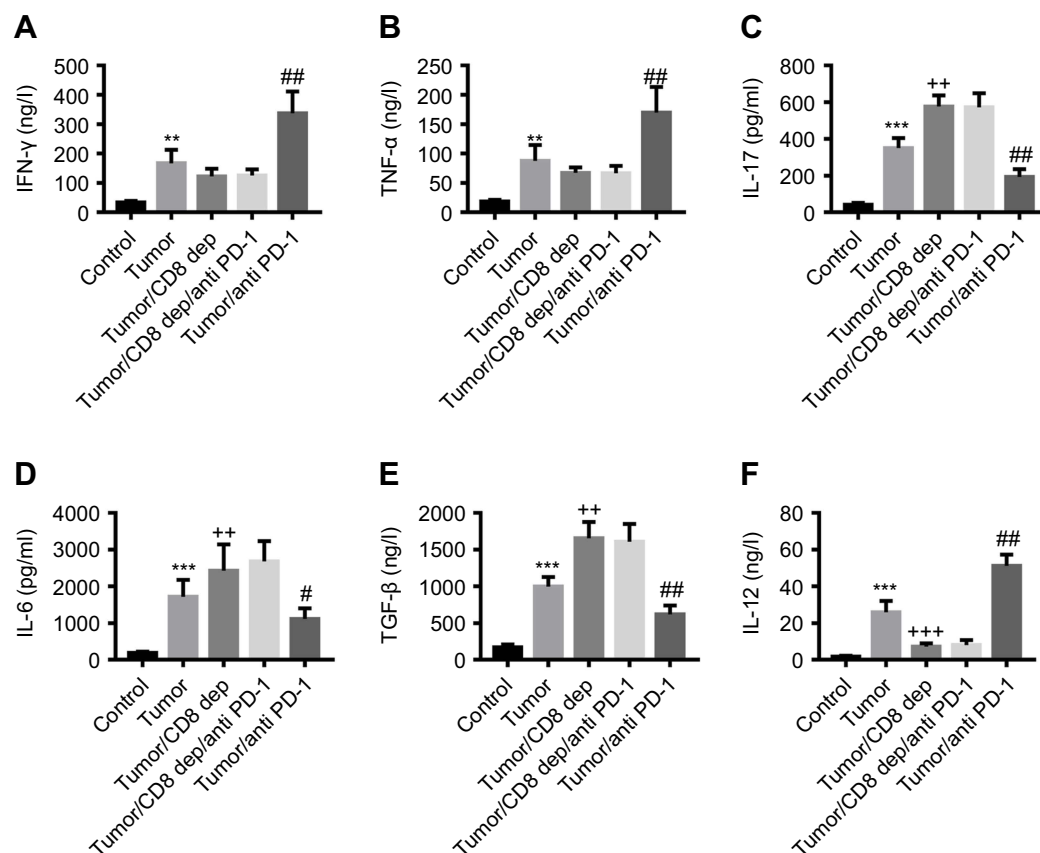 A
IFN-γ (ng/l)
500
400
300
200
100
0
**
##
Control
Tumor
Tumor/CD8 dep
Tumor/CD8 dep/anti PD-1
Tumor/anti PD-1
B
TNF-α (ng/l)
250
200
150
100
50
0
**
##
Control
Tumor
Tumor/CD8 dep
Tumor/CD8 dep/anti PD-1
Tumor/anti PD-1
C
IL-17 (pg/ml)
800
600
400
200
0
***
++
##
Control
Tumor
Tumor/CD8 dep
Tumor/CD8 dep/anti PD-1
Tumor/anti PD-1
D
IL-6 (pg/ml)
4000
3000
2000
1000
0
***
++
#
Control
Tumor
Tumor/CD8 dep
Tumor/CD8 dep/anti PD-1
Tumor/anti PD-1
E
TGF-β (ng/l)
2000
1500
1000
500
0
***
++
##
Control
Tumor
Tumor/CD8 dep
Tumor/CD8 dep/anti PD-1
Tumor/anti PD-1
F
IL-12 (ng/l)
80
60
40
20
0
***
+++
##
Control
Tumor
Tumor/CD8 dep
Tumor/CD8 dep/anti PD-1
Tumor/anti PD-1